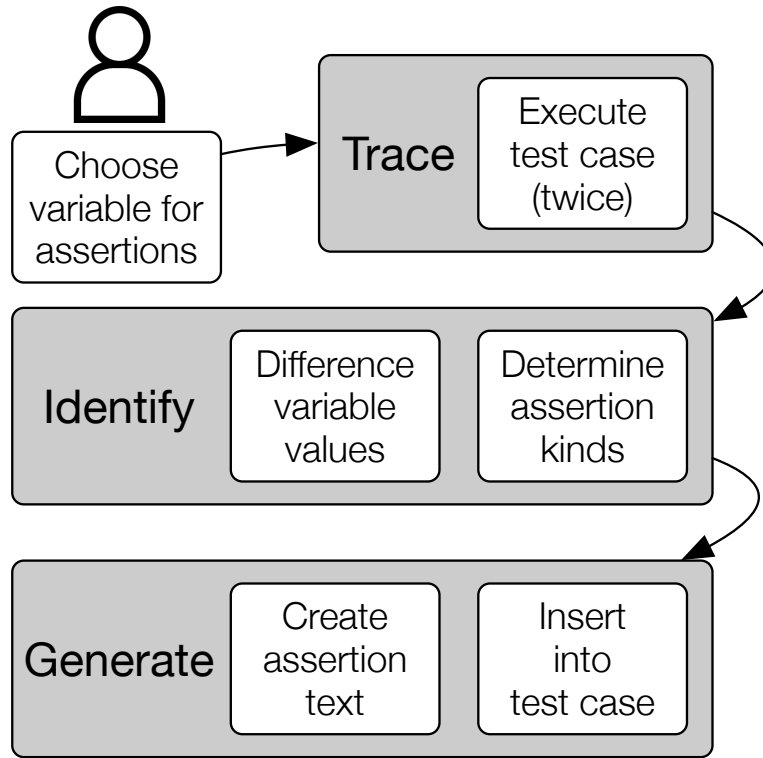 Choose
variable for
assertions
Trace
Execute
test case
(twice)
Identify
Difference
variable
values
Determine
assertion
kinds
Generate
Create
assertion
text
Insert
into
test case